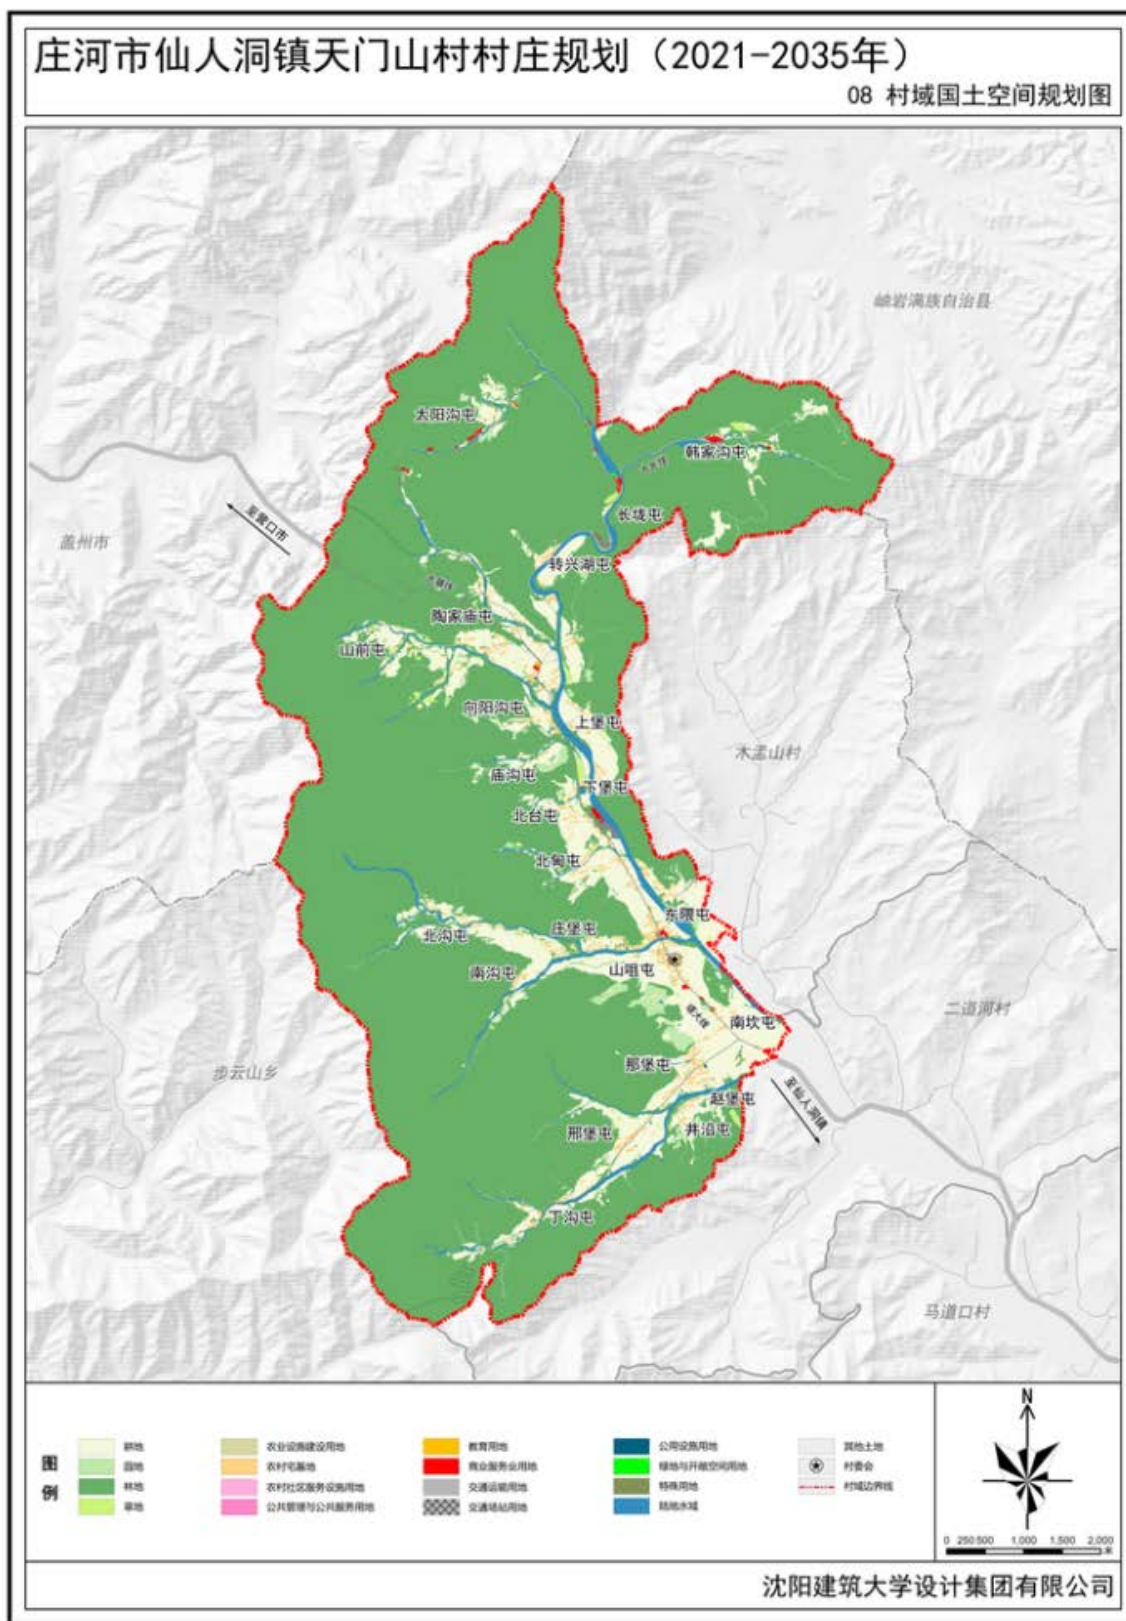 庄河市仙人洞镇天门山村村庄规划（2021-2035年）
08 村域国土空间规划图
岫岩满族自治县
太阳沟屯
韩家沟屯
长垅屯
至营口市
盖州市
转兴湖屯
陶家庙屯
山前屯
向阳沟屯
上堡屯
木盂山村
庙沟屯
下堡屯
北台屯
北甸屯
东隈屯
北沟屯
庄堡屯
南沟屯
山咀屯
二道河村
南坎屯
步云山乡
那堡屯
赵堡屯
至仙人洞镇
邢堡屯
井沿屯
丁沟屯
马道口村
图例
耕地
园地
林地
草地
农业设施建设用地
农村宅基地
农村社区服务设施用地
公共管理与公共服务用地
教育用地
商业服务业用地
交通运输用地
交通场站用地
公用设施用地
绿地与开敞空间用地
特殊用地
陆地水域
其他土地
村委会
村域边界线
N
0 250 500 1,000 1,500 2,000
米
沈阳建筑大学设计集团有限公司